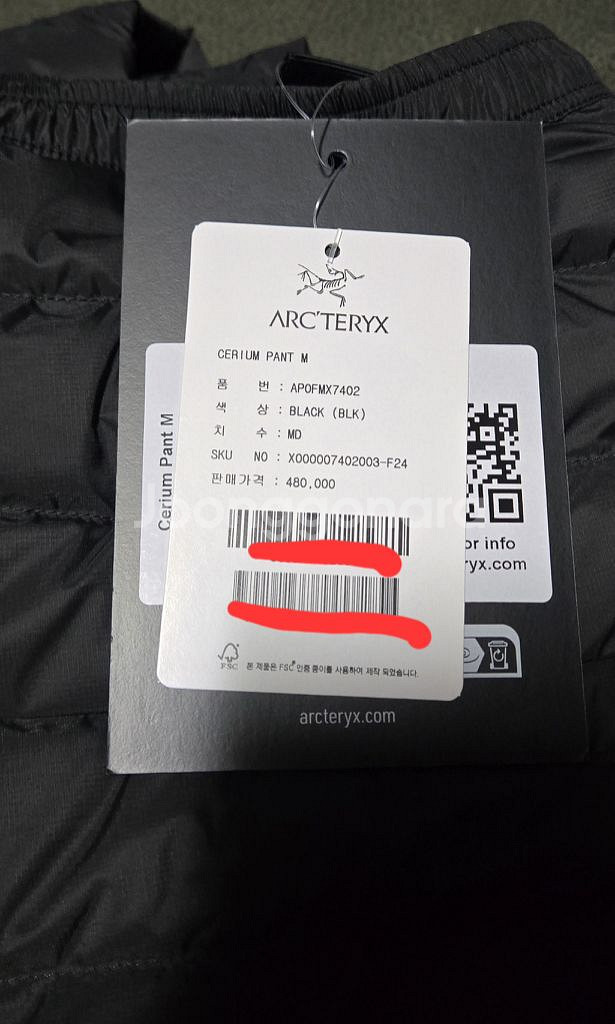 ARC'TERYX
CERIUM PANT M
품 번 : APOFMX7402
색 상 : BLACK (BLK)
치 수 : MD
SKU NO : X000007402003-F24
판매가격 : 480,000
FSC
본 제품은 FSC® 인증 종이를 사용하여 제작 되었습니다.
Cerium Pant M
or info
ryx.com
arcteryx.com